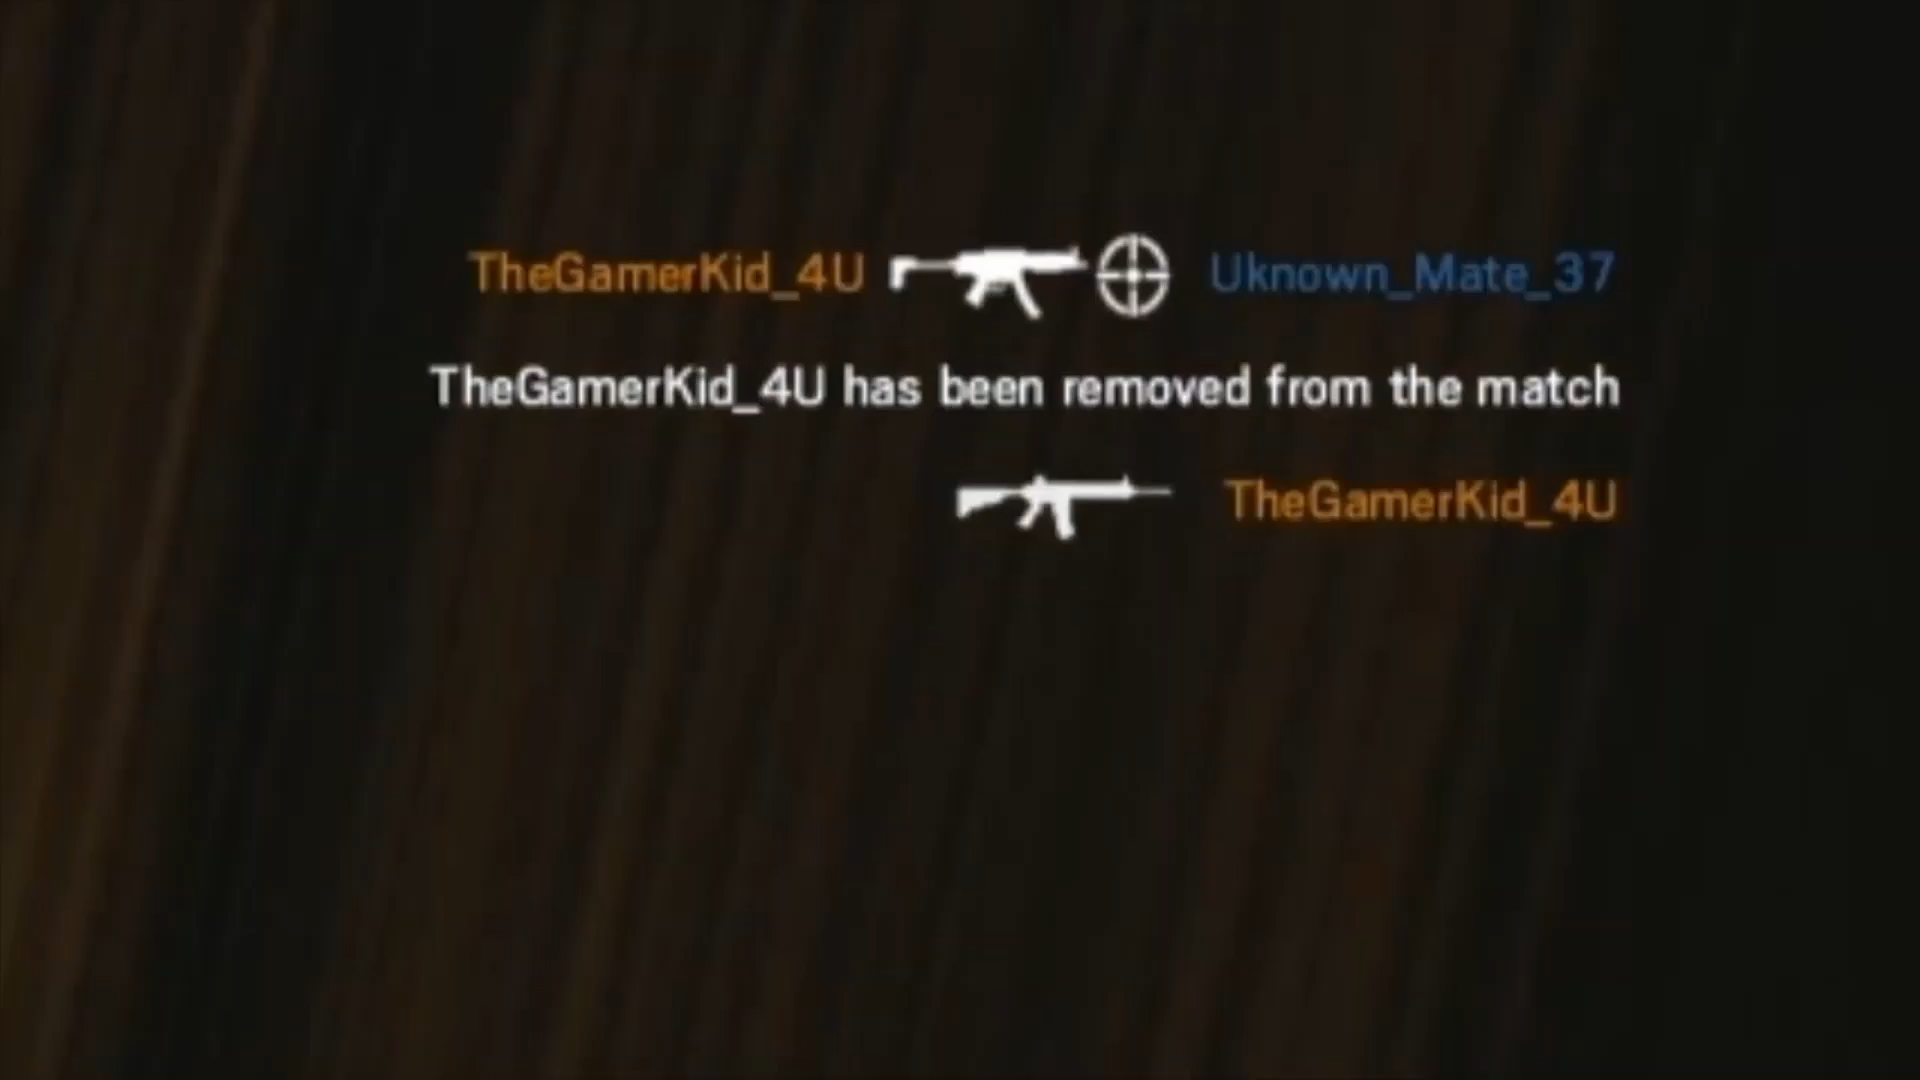 TheGamerKid_4U Uknown_Mate_37
TheGamerKid_4U has been removed from the match
TheGamerKid_4U